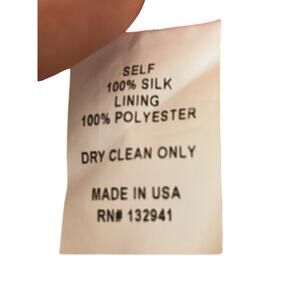 SELF
100% SILK
LINING
100% POLYESTER
DRY CLEAN ONLY
MADE IN USA
RN# 132941